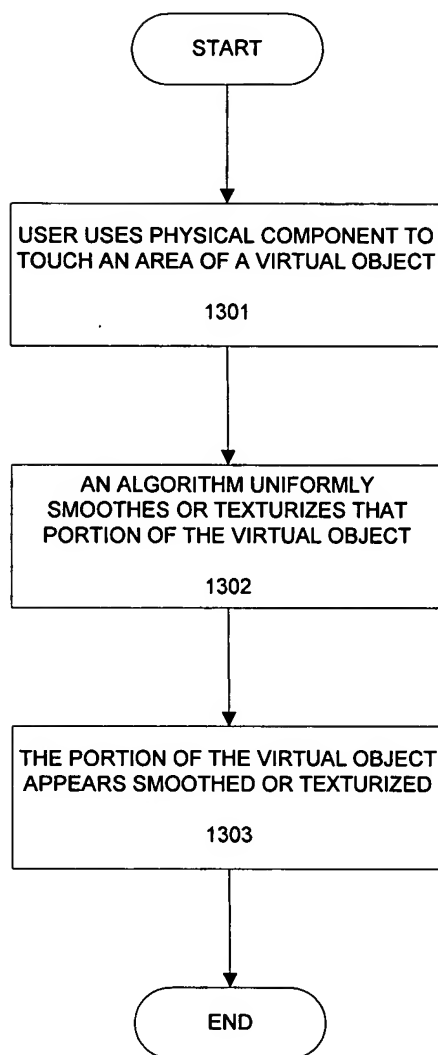 START
USER USES PHYSICAL COMPONENT TO
TOUCH AN AREA OF A VIRTUAL OBJECT
1301
AN ALGORITHM UNIFORMLY
SMOOTHES OR TEXTURIZES THAT
PORTION OF THE VIRTUAL OBJECT
1302
THE PORTION OF THE VIRTUAL OBJECT
APPEARS SMOOTHED OR TEXTURIZED
1303
END